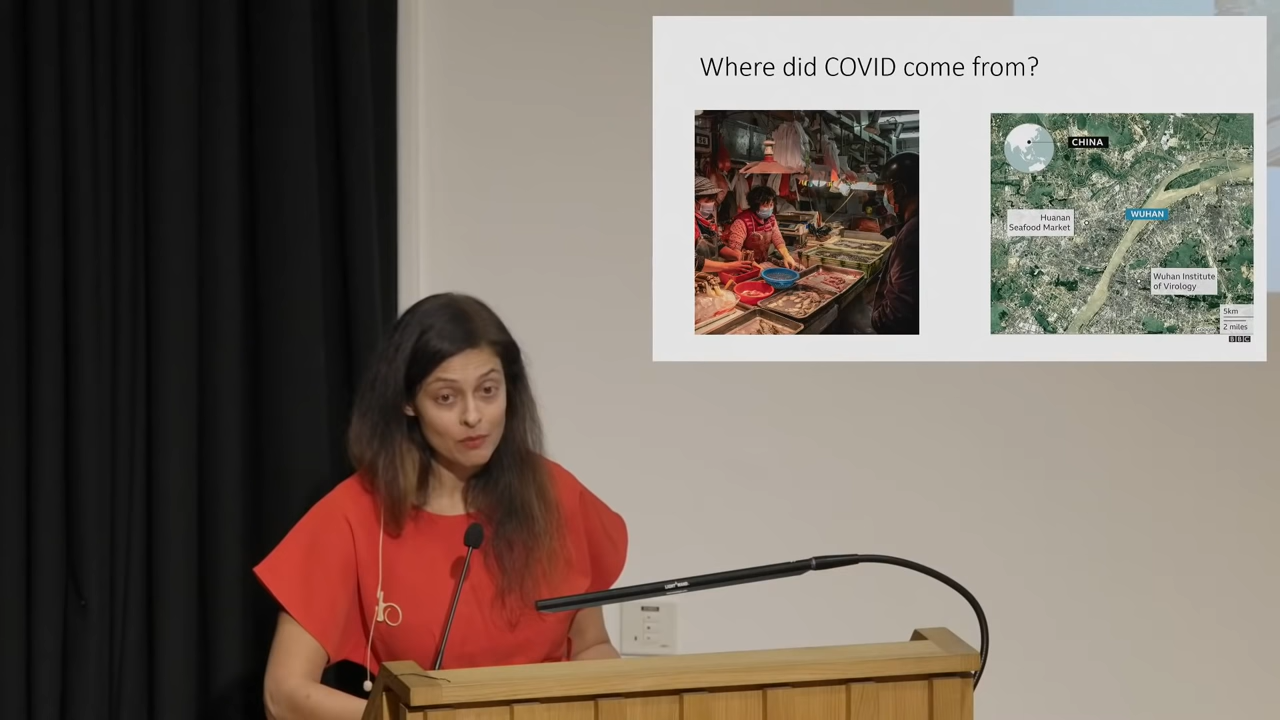 Where did COVID come from?
CHINA
WUHAN
Huanan
Seafood Market
Wuhan Institute
of Virology
5km
2 miles
BBC